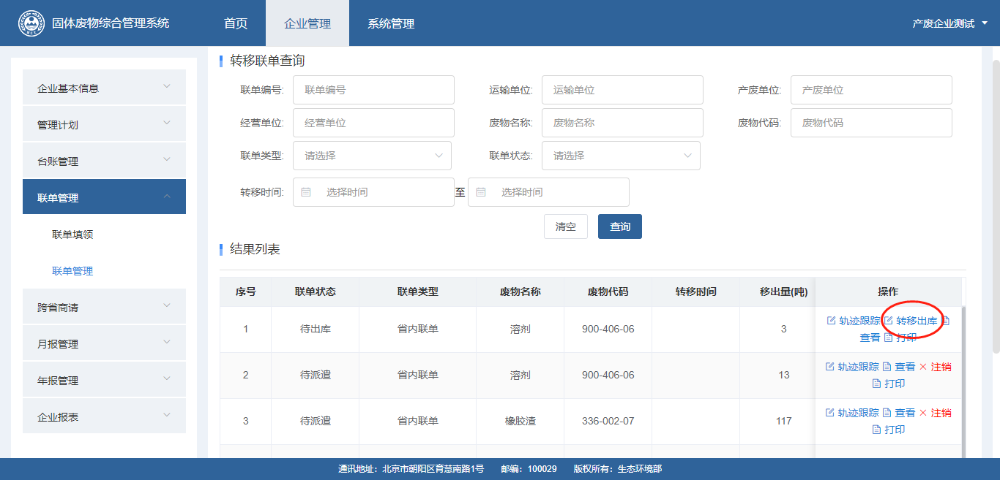 固体废物综合管理系统 首页 企业管理 系统管理 产废企业测试
企业基本信息
管理计划
台账管理
联单管理
联单填领
联单管理
跨省商请
月报管理
年报管理
企业报表
转移联单查询
联单编号: 联单编号 运输单位: 运输单位 产废单位: 产废单位
经营单位: 经营单位 废物名称: 废物名称 废物代码: 废物代码
联单类型: 请选择 联单状态: 请选择
转移时间: 选择时间 至 选择时间
清空 查询
结果列表
序号 联单状态 联单类型 废物名称 废物代码 转移时间 移出量(吨) 操作
1 待出库 省内联单 溶剂 900-406-06 3 轨迹跟踪 转移出库
查看 打印
2 待派遣 省内联单 溶剂 900-406-06 13 轨迹跟踪 查看 注销
打印
3 待派遣 省内联单 橡胶渣 336-002-07 117 轨迹跟踪 查看 注销
打印
通讯地址：北京市朝阳区育慧南路1号 邮编：100029 版权所有：生态环境部